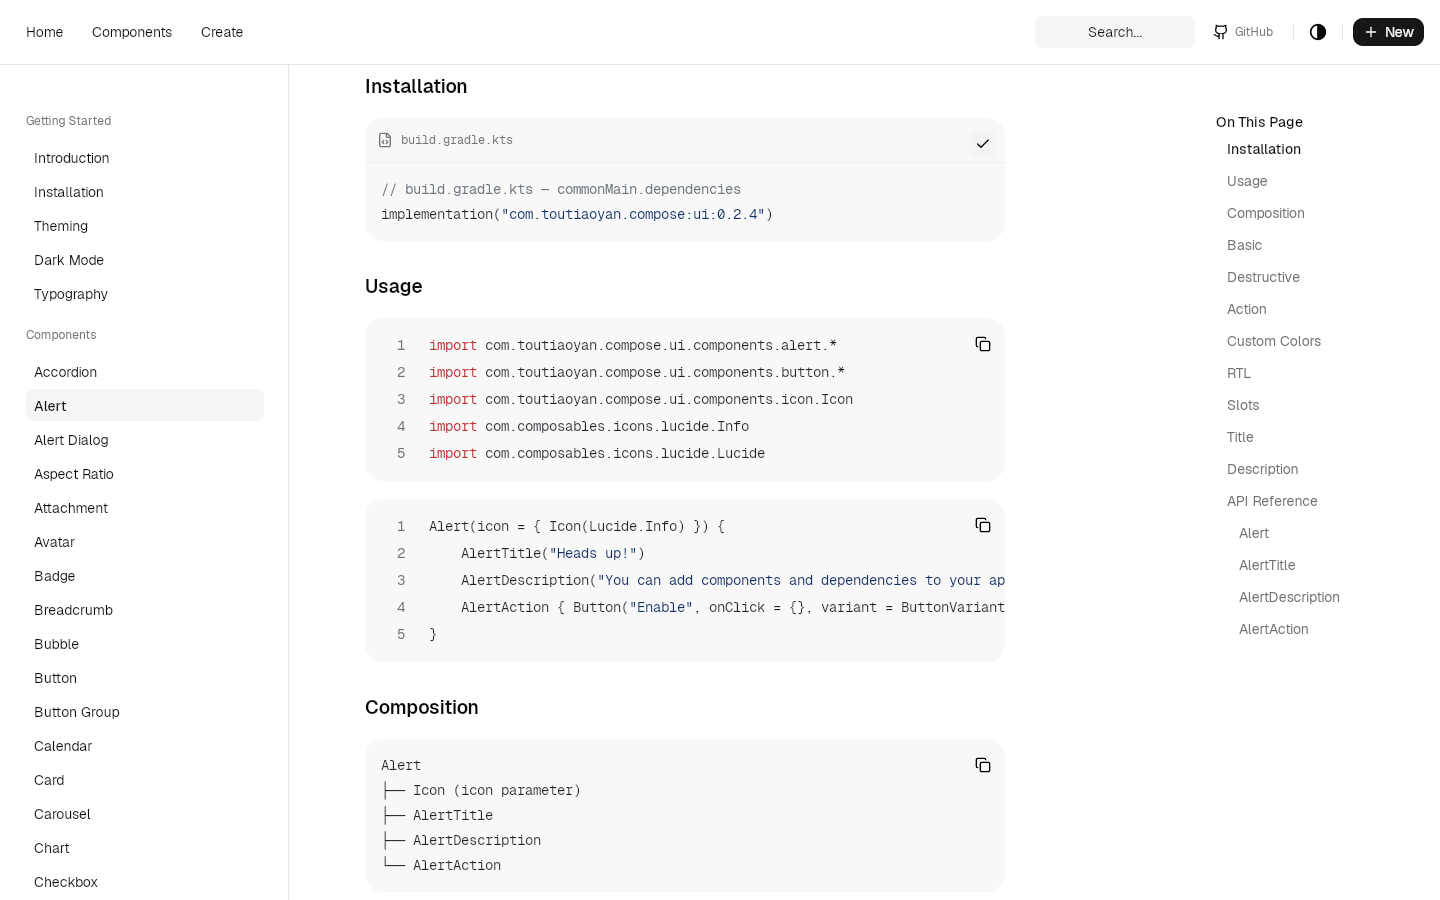 Home
Components
Create
Search...
GitHub
New
Getting Started
Introduction
Installation
Theming
Dark Mode
Typography
Components
Accordion
Alert
Alert Dialog
Aspect Ratio
Attachment
Avatar
Badge
Breadcrumb
Bubble
Button
Button Group
Calendar
Card
Carousel
Chart
Checkbox
Installation
build.gradle.kts
// build.gradle.kts — commonMain.dependencies
implementation("com.toutiaoyan.compose:ui:0.2.4")
Usage
1 import com.toutiaoyan.compose.ui.components.alert.*
2 import com.toutiaoyan.compose.ui.components.button.*
3 import com.toutiaoyan.compose.ui.components.icon.Icon
4 import com.composables.icons.lucide.Info
5 import com.composables.icons.lucide.Lucide
1 Alert(icon = { Icon(Lucide.Info) }) {
2     AlertTitle("Heads up!")
3     AlertDescription("You can add components and dependencies to your ap
4     AlertAction { Button("Enable", onClick = {}, variant = ButtonVariant
5 }
Composition
Alert
├── Icon (icon parameter)
├── AlertTitle
├── AlertDescription
└── AlertAction
On This Page
Installation
Usage
Composition
Basic
Destructive
Action
Custom Colors
RTL
Slots
Title
Description
API Reference
Alert
AlertTitle
AlertDescription
AlertAction